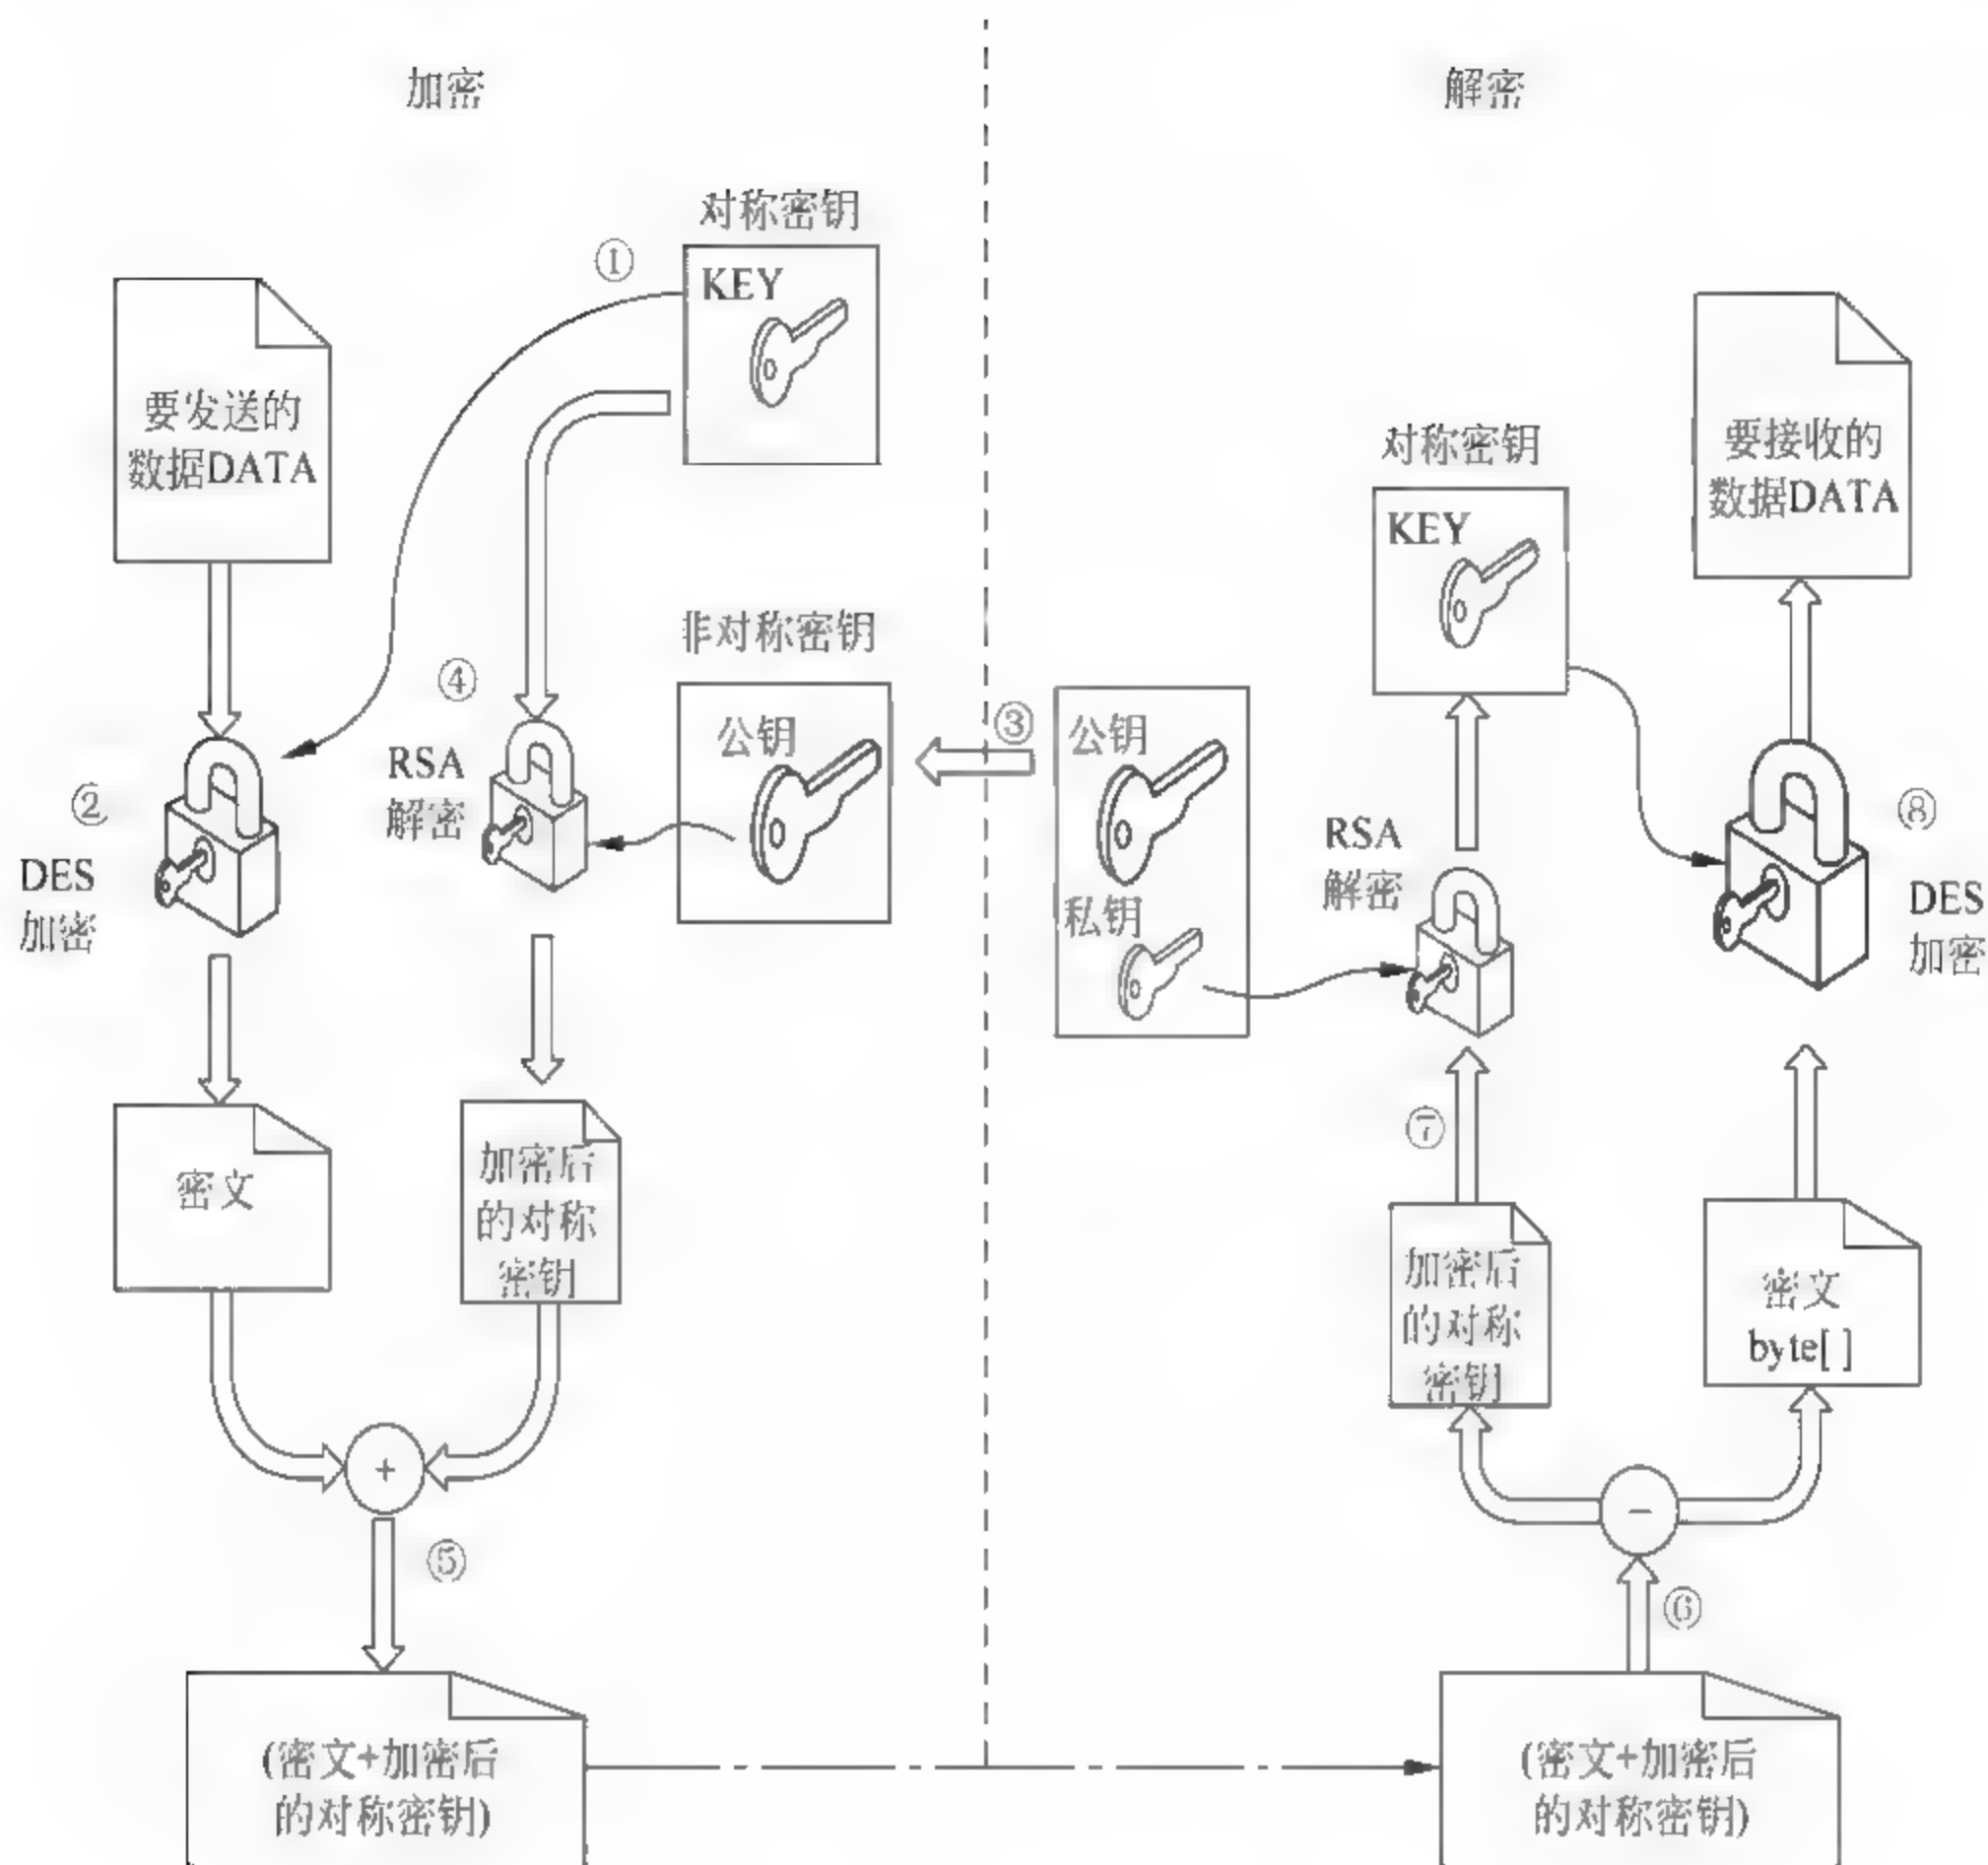 加密
解密
对称密钥
①
KEY
要发送的
数据DATA
对称密钥
KEY
要接收的
数据DATA
非对称密钥
④
公钥
③
公钥
RSA
解密
②
DES
加密
私钥
RSA
解密
⑧
DES
加密
密文
加密后
的对称
密钥
⑦
加密后
的对称
密钥
密文
byte[ ]
+
−
⑤
⑥
(密文+加密后
的对称密钥)
(密文+加密后
的对称密钥)